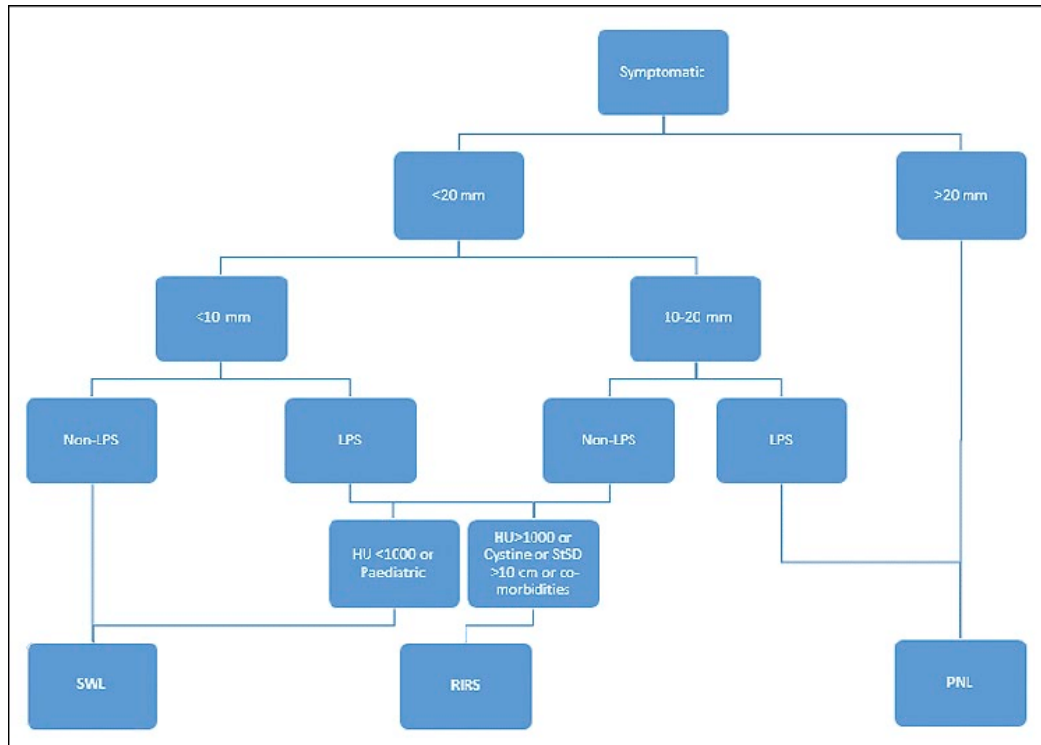 Symptomatic
<20 mm
>20 mm
<10 mm
10-20 mm
Non-LPS
LPS
Non-LPS
LPS
HU <1000 or
Paediatric
HU>1000 or
Cystine or StSD
>10 cm or co-
morbidities
SWL
RIRS
PNL